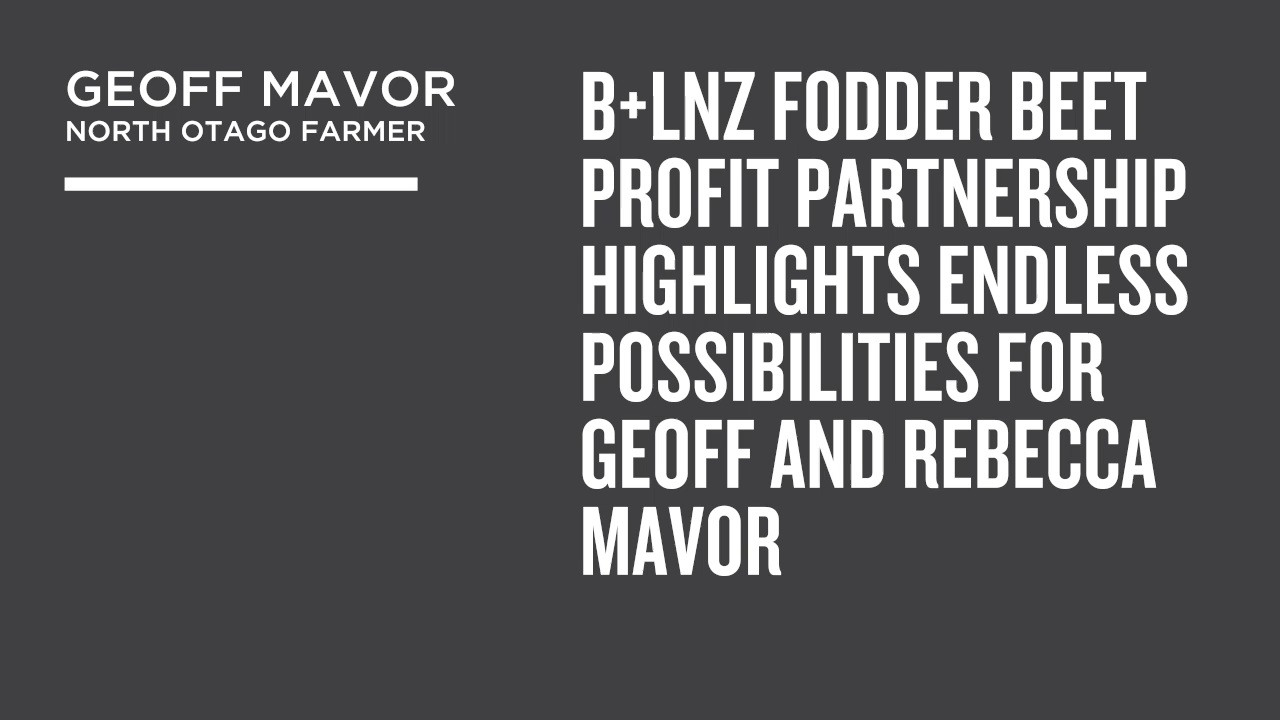 GEOFF MAVOR
NORTH OTAGO FARMER
B+LNZ FODDER BEET
PROFIT PARTNERSHIP
HIGHLIGHTS ENDLESS
POSSIBILITIES FOR
GEOFF AND REBECCA
MAVOR